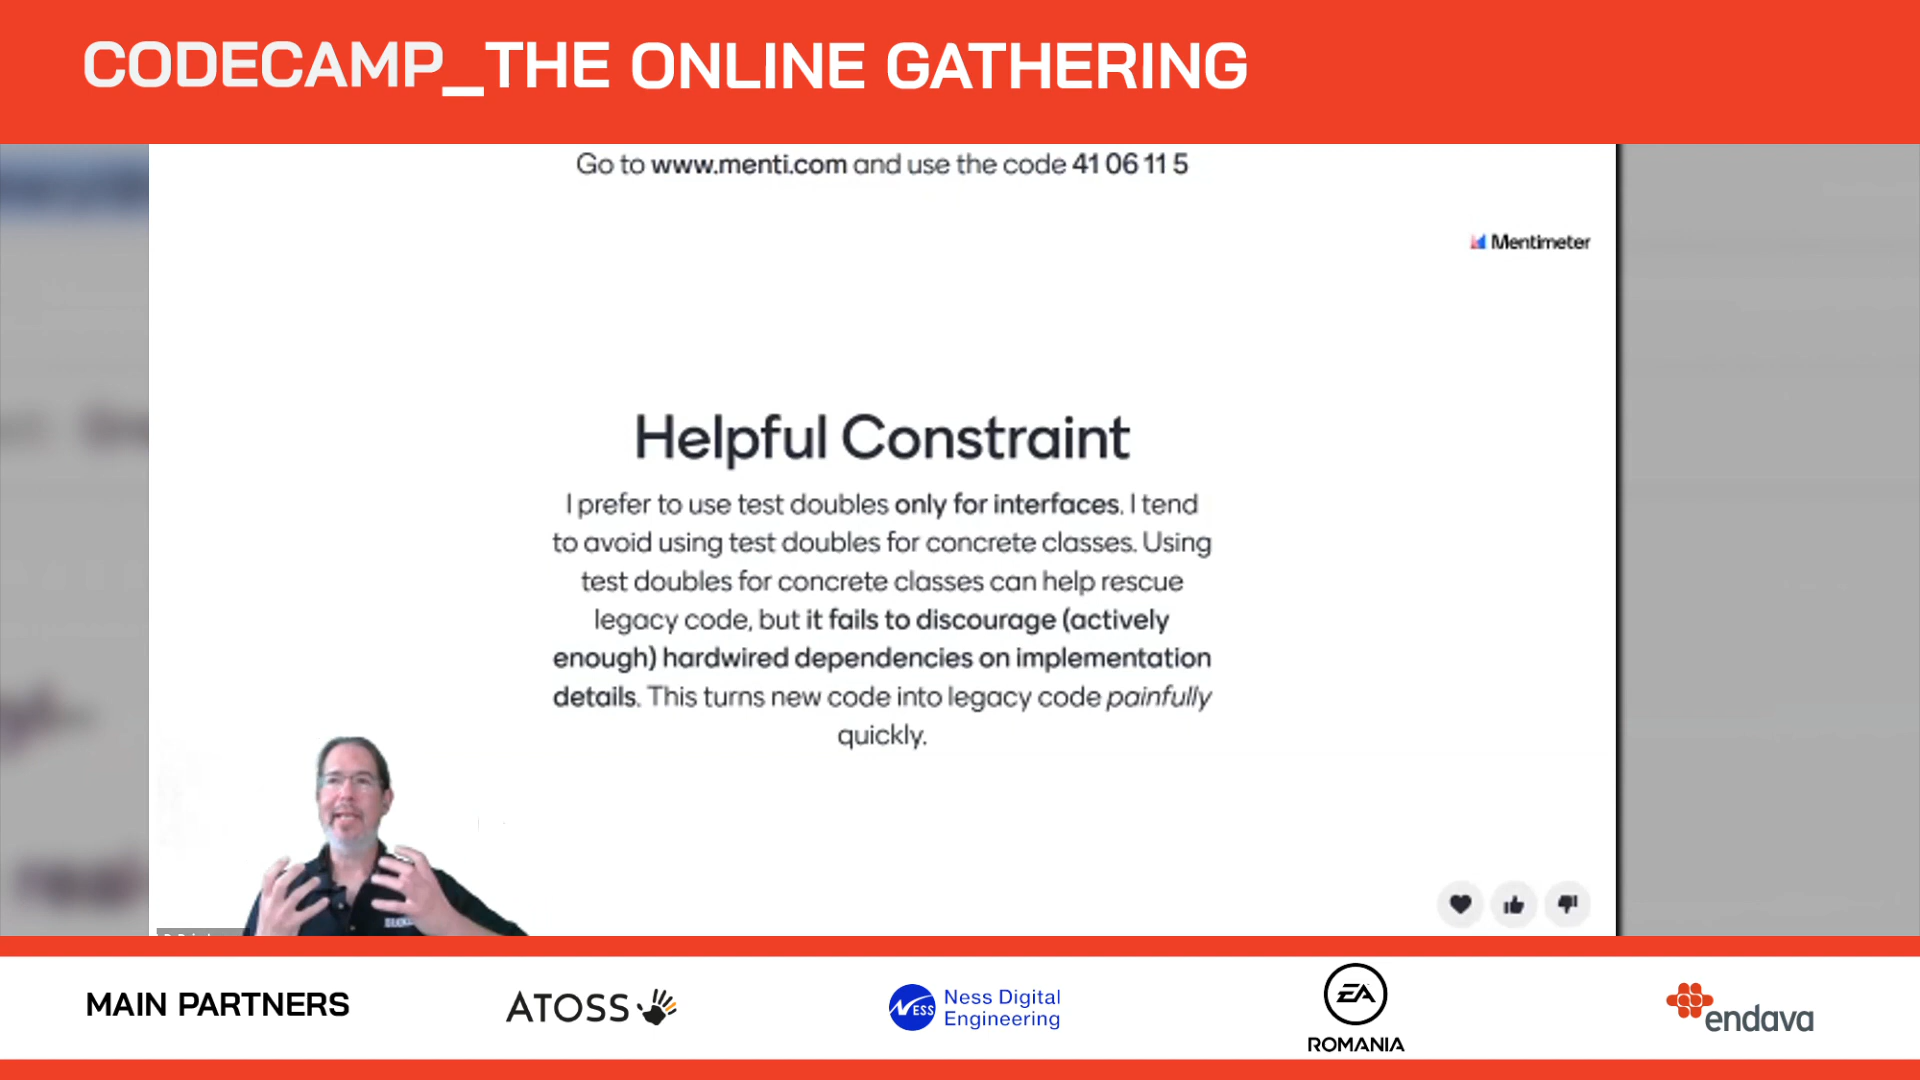 CODECAMP_THE ONLINE GATHERING
Go to www.menti.com and use the code 41 06 11 5
Mentimeter
Helpful Constraint
I prefer to use test doubles only for interfaces. I tend
to avoid using test doubles for concrete classes. Using
test doubles for concrete classes can help rescue
legacy code, but it fails to discourage (actively
enough) hardwired dependencies on implementation
details. This turns new code into legacy code painfully
quickly.
MAIN PARTNERS
ATOSS
NESS
Ness Digital
Engineering
EA
ROMANIA
endava